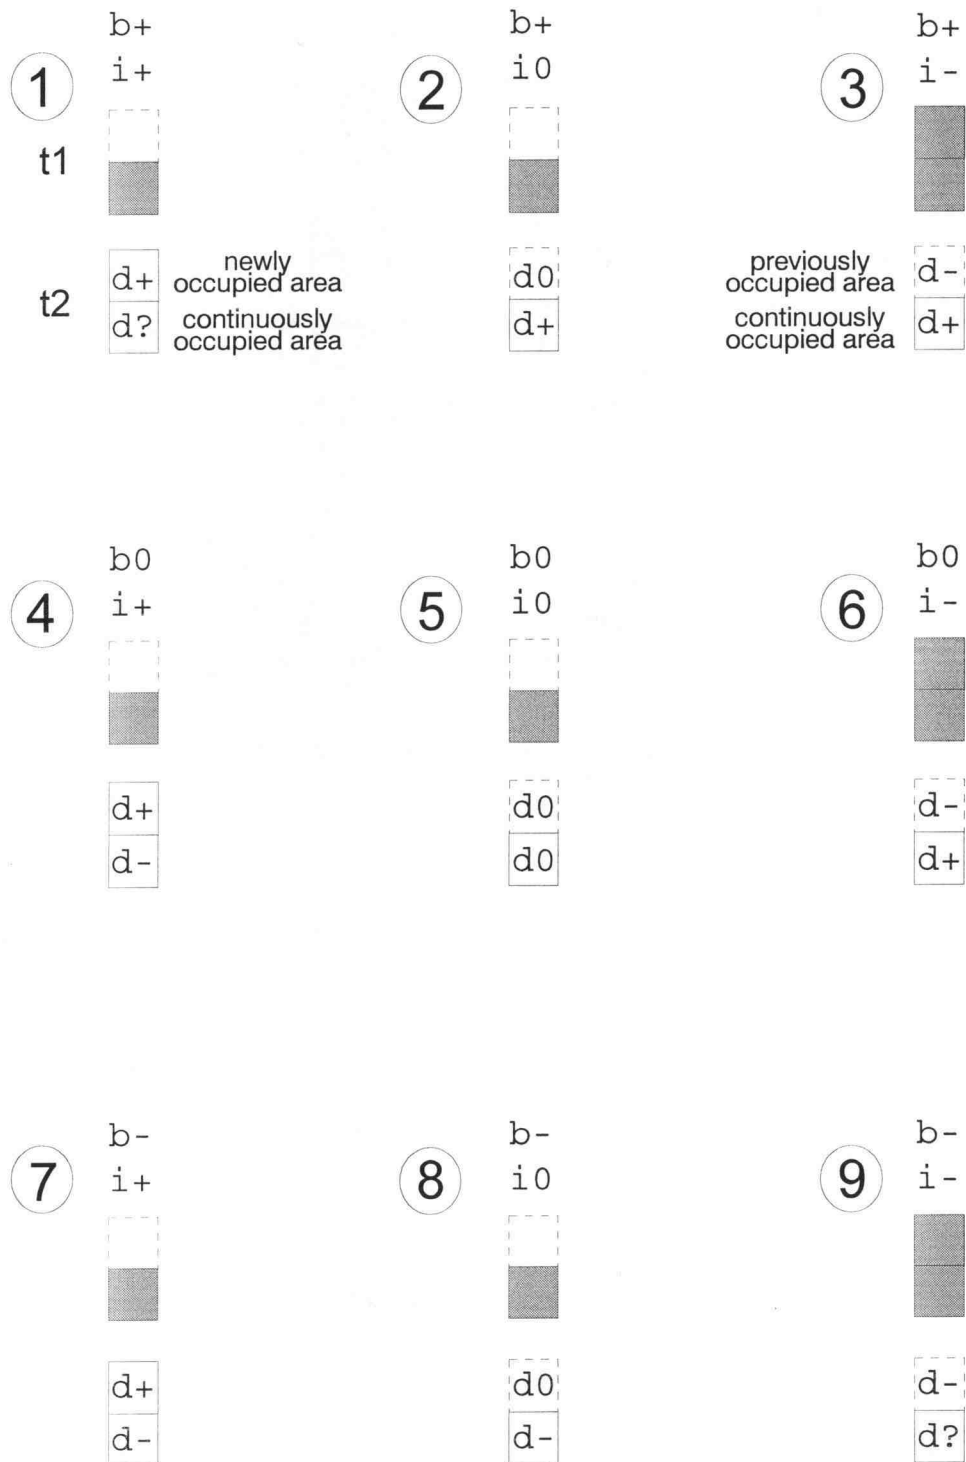 b+ b+ b+
1 i+ 2 i0 3 i-
t1
t2
d+ newly occupied area d0 previously occupied area d-
d? continuously occupied area d+ continuously occupied area d+
b0 b0 b0
4 i+ 5 i0 6 i-
d+ d0 d-
d- d0 d+
b- b- b-
7 i+ 8 i0 9 i-
d+ d0 d-
d- d- d?